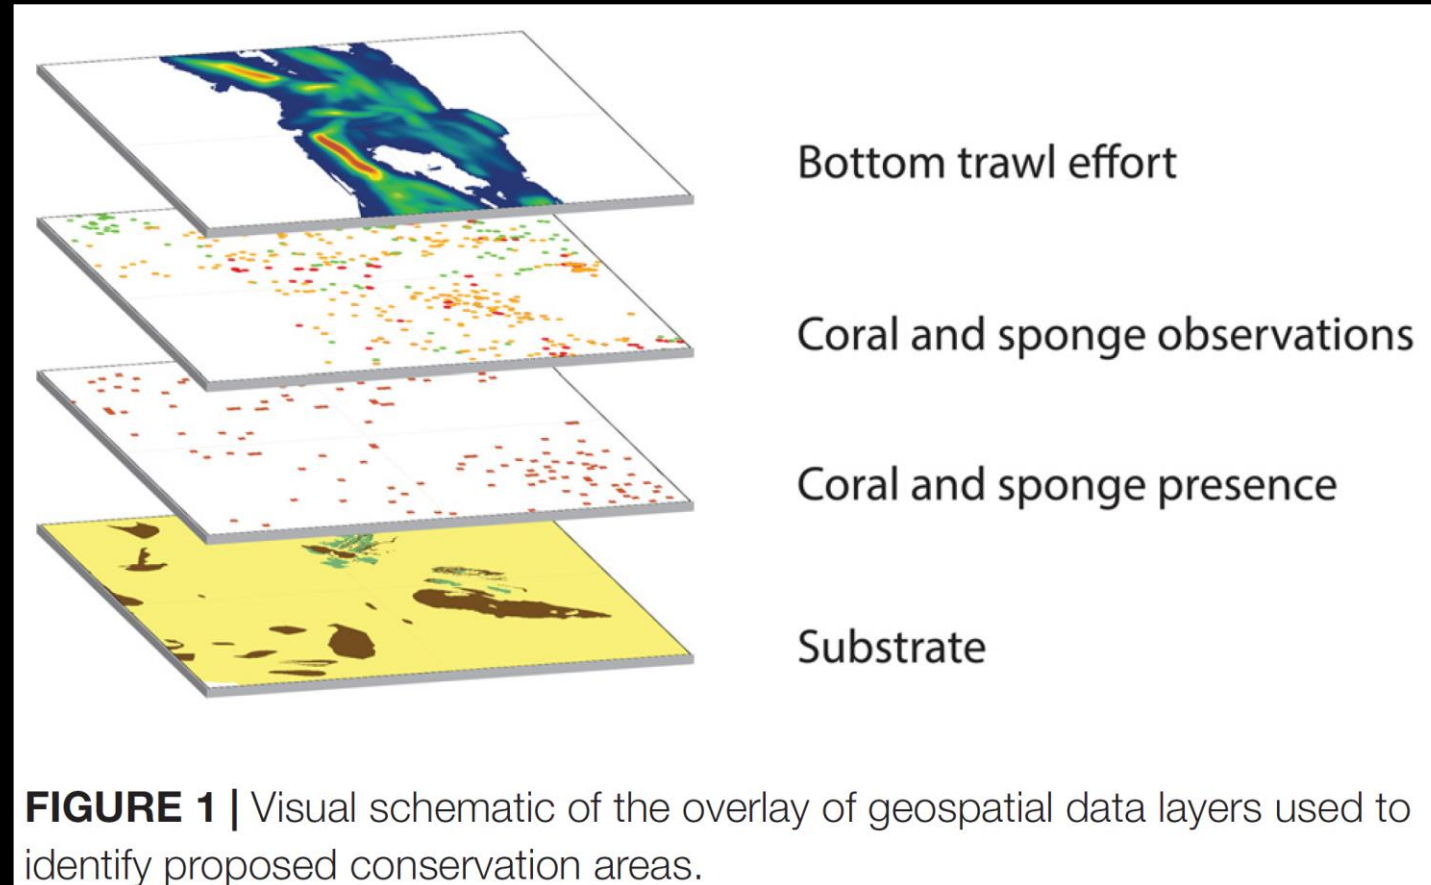 Bottom trawl effort
Coral and sponge observations
Coral and sponge presence
Substrate
FIGURE 1 | Visual schematic of the overlay of geospatial data layers used to
identify proposed conservation areas.